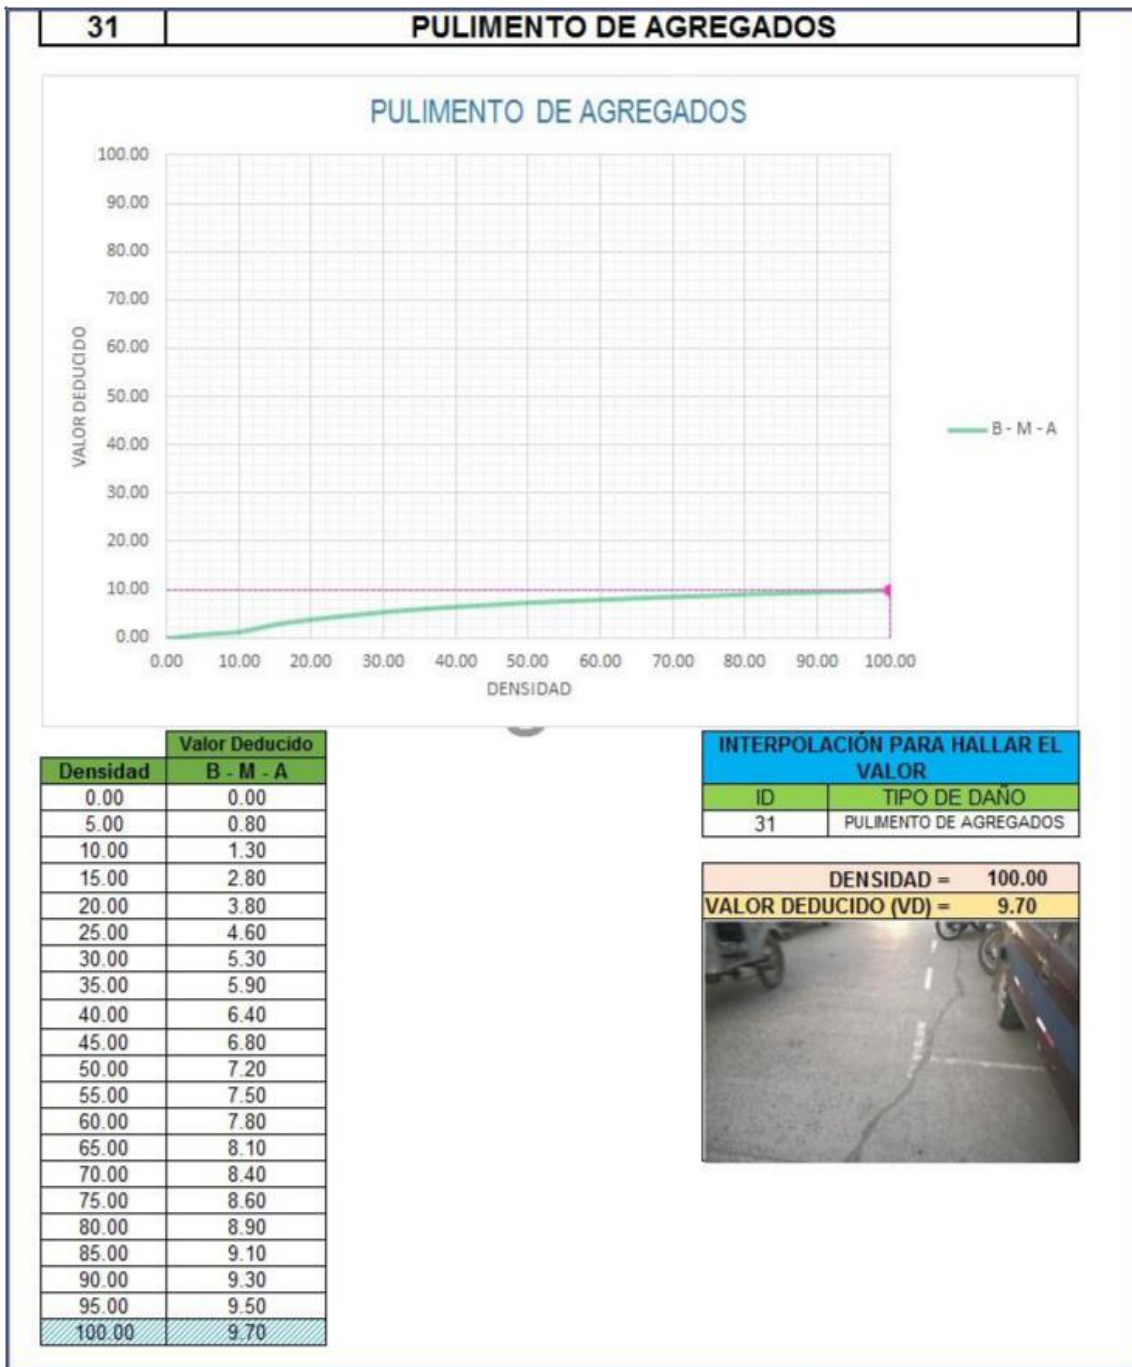 31 PULIMENTO DE AGREGADOS
PULIMENTO DE AGREGADOS
100.00
90.00
80.00
70.00
60.00
50.00
40.00
30.00
20.00
10.00
0.00
VALOR DEDUCIDO
0.00 10.00 20.00 30.00 40.00 50.00 60.00 70.00 80.00 90.00 100.00
DENSIDAD
B - M - A
Valor Deducido
Densidad B - M - A
0.00 0.00
5.00 0.80
10.00 1.30
15.00 2.80
20.00 3.80
25.00 4.60
30.00 5.30
35.00 5.90
40.00 6.40
45.00 6.80
50.00 7.20
55.00 7.50
60.00 7.80
65.00 8.10
70.00 8.40
75.00 8.60
80.00 8.90
85.00 9.10
90.00 9.30
95.00 9.50
100.00 9.70
INTERPOLACIÓN PARA HALLAR EL
VALOR
ID TIPO DE DAÑO
31 PULIMENTO DE AGREGADOS
DENSIDAD = 100.00
VALOR DEDUCIDO (VD) = 9.70